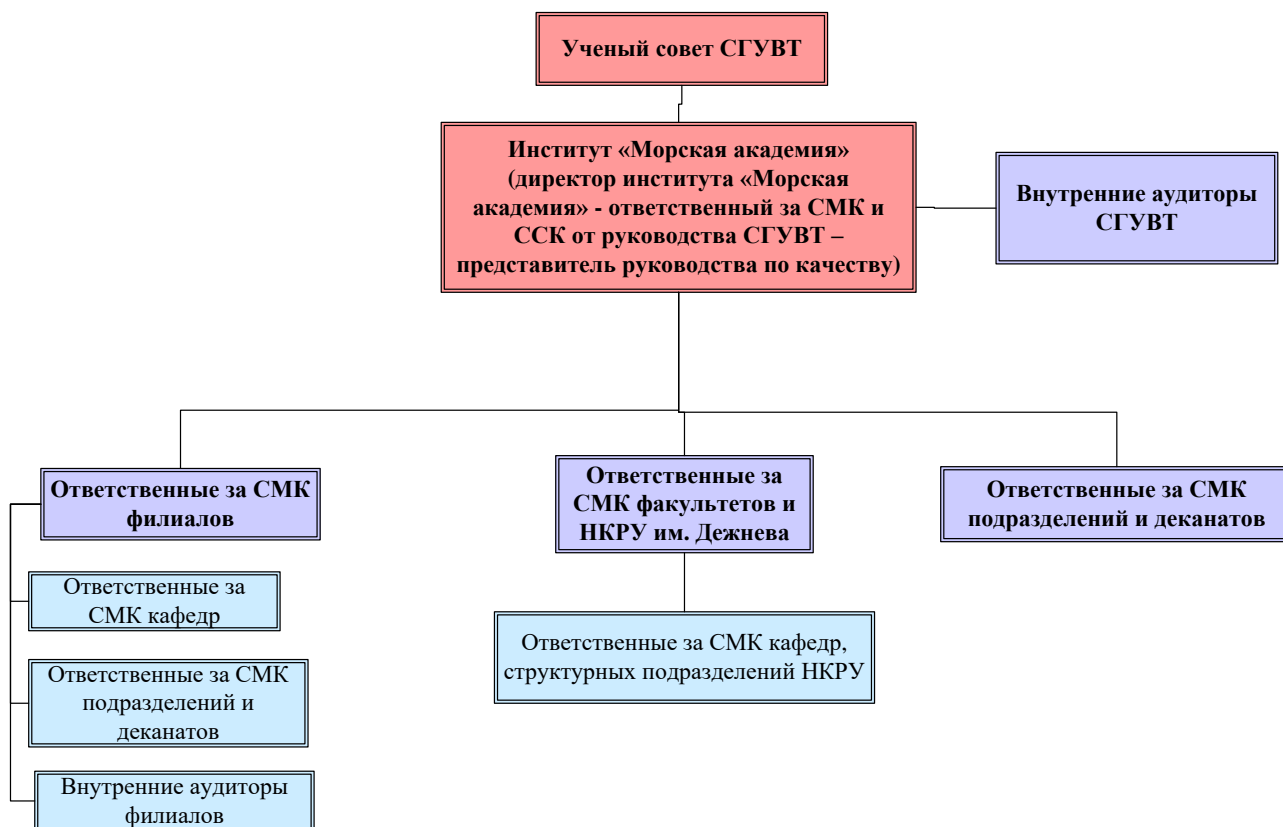 Ученый совет СГУВТ
Институт «Морская академия»
(директор института «Морская
академия» - ответственный за СМК и
ССК от руководства СГУВТ –
представитель руководства по качеству)
Внутренние аудиторы
СГУВТ
Ответственные за СМК
филиалов
Ответственные за СМК
кафедр
Ответственные за СМК
подразделений и
деканатов
Внутренние аудиторы
филиалов
Ответственные за
СМК факультетов и
НКРУ им. Дежнева
Ответственные за СМК кафедр,
структурных подразделений НКРУ
Ответственные за СМК
подразделений и деканатов